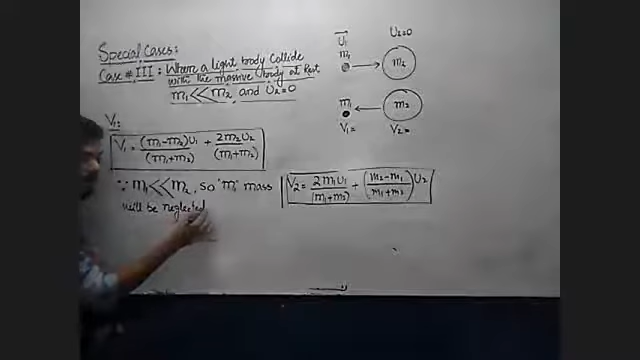 Special Cases:
Case # III : When a light body collide
with the massive body at Rest
m₁<<m₂ and U₂=0
V₁:
V₁ = (m₁-m₂)U₁/(m₁+m₂) + 2m₂U₂/(m₁+m₂)
∵ m₁<<m₂, so "m₁" mass
will be neglected
V₂ = 2m₁U₁/(m₁+m₂) + (m₂-m₁/m₁+m₂)U₂
U₁ U₂=0
m₁ m₂
m₁ m₂
V₁= V₂=